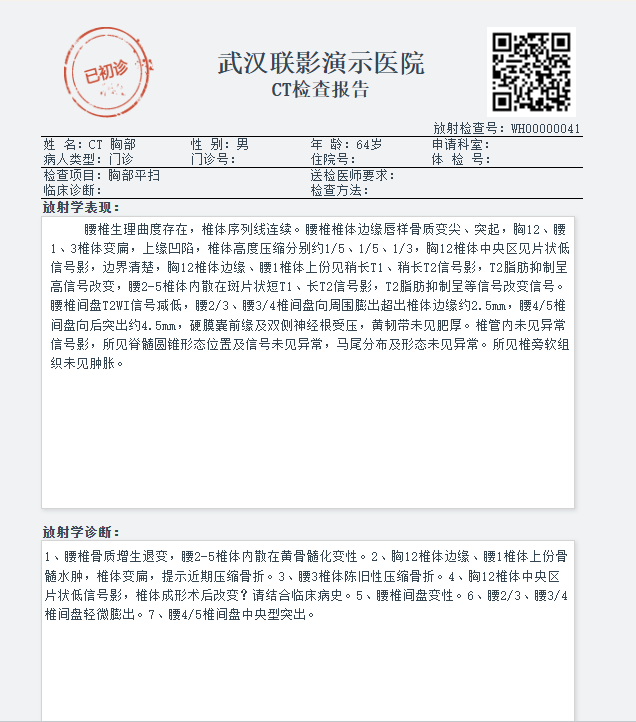 已初诊
武汉联影演示医院
CT检查报告
放射检查号：WH00000041
姓 名：CT 胸部 性 别：男 年 龄：64岁 申请科室：
病人类型：门诊 门诊号： 住院号： 体 检 号：
检查项目：胸部平扫 送检医师要求：
临床诊断： 检查方法：
放射学表现：
腰椎生理曲度存在，椎体序列线连续。腰椎椎体边缘唇样骨质变尖、突起，胸12、腰
1、3椎体变扁，上缘凹陷，椎体高度压缩分别约1/5、1/5、1/3，胸12椎体中央区见片状低
信号影，边界清楚，胸12椎体边缘、腰1椎体上份见稍长T1、稍长T2信号影，T2脂肪抑制呈
高信号改变，腰2-5椎体内散在斑片状短T1、长T2信号影，T2脂肪抑制呈等信号改变信号。
腰椎间盘T2WI信号减低，腰2/3、腰3/4椎间盘向周围膨出超出椎体边缘约2.5mm，腰4/5椎
间盘向后突出约4.5mm，硬膜囊前缘及双侧神经根受压，黄韧带未见肥厚。椎管内未见异常
信号影，所见脊髓圆锥形态位置及信号未见异常，马尾分布及形态未见异常。所见椎旁软组
织未见肿胀。
放射学诊断：
1、腰椎骨质增生退变，腰2-5椎体内散在黄骨髓化变性。2、胸12椎体边缘、腰1椎体上份骨
髓水肿，椎体变扁，提示近期压缩骨折。3、腰3椎体陈旧性压缩骨折。4、胸12椎体中央区
片状低信号影，椎体成形术后改变？请结合临床病史。5、腰椎间盘变性。6、腰2/3、腰3/4
椎间盘轻微膨出。7、腰4/5椎间盘中央型突出。